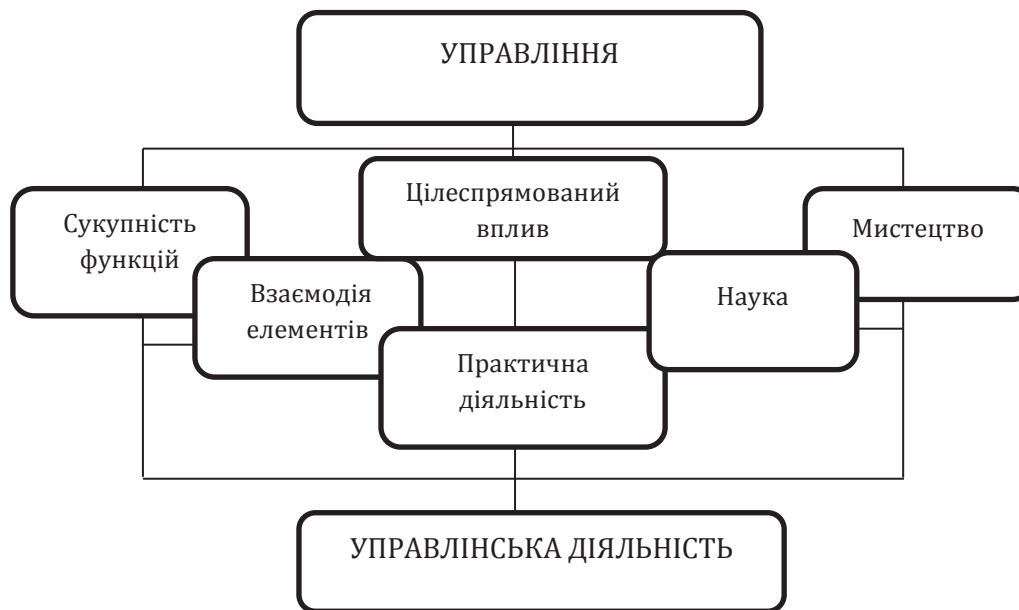 УПРАВЛІННЯ
Цілеспрямований
вплив
Сукупність
функцій
Мистецтво
Взаємодія
елементів
Наука
Практична
діяльність
УПРАВЛІНСЬКА ДІЯЛЬНІСТЬ